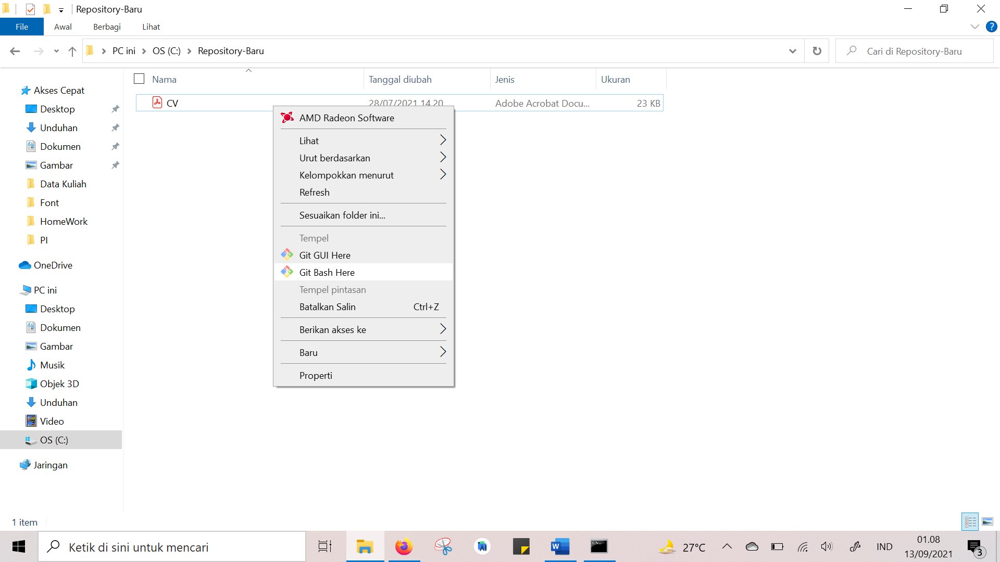 Repository-Baru
File Awal Berbagi Lihat
PC ini OS (C:) Repository-Baru Cari di Repository-Baru
Nama Tanggal diubah Jenis Ukuran
CV 28/07/2021 14.20 Adobe Acrobat Docu... 23 KB
Akses Cepat
Desktop
Unduhan
Dokumen
Gambar
Data Kuliah
Font
HomeWork
PI
OneDrive
PC ini
Desktop
Dokumen
Gambar
Musik
Objek 3D
Unduhan
Video
OS (C:)
Jaringan
AMD Radeon Software
Lihat
Urut berdasarkan
Kelompokkan menurut
Refresh
Sesuaikan folder ini...
Tempel
Git GUI Here
Git Bash Here
Tempel pintasan
Batalkan Salin Ctrl+Z
Berikan akses ke
Baru
Properti
1 item
Ketik di sini untuk mencari
27°C IND 01.08
13/09/2021
3